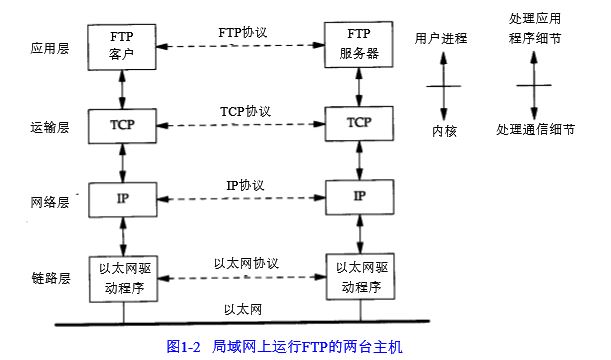 应用层
FTP
客户
FTP协议
FTP
服务器
用户进程
处理应用
程序细节
运输层
TCP
TCP协议
TCP
内核
处理通信细节
网络层
IP
IP协议
IP
链路层
以太网驱
动程序
以太网协议
以太网驱
动程序
以太网
图1-2 局域网上运行FTP的两台主机